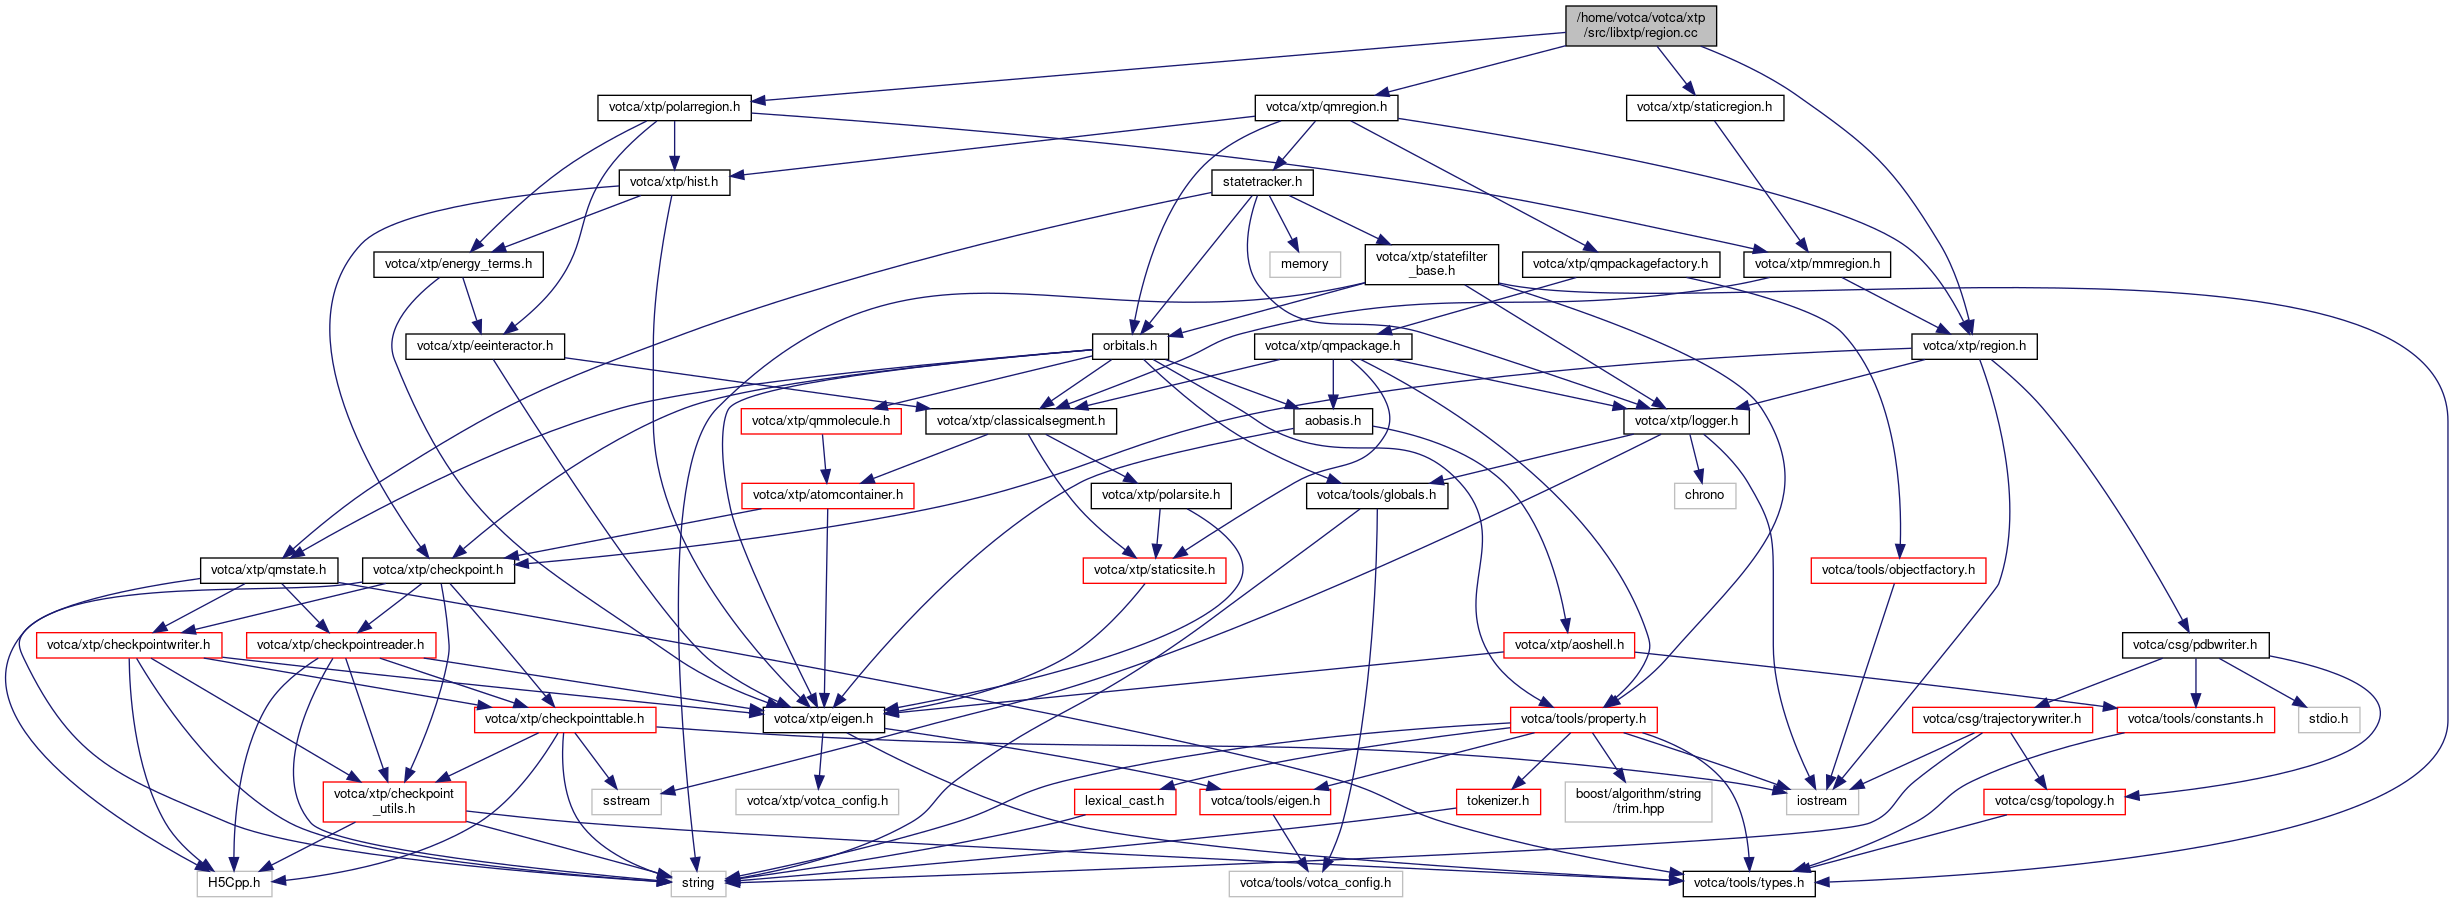 /home/votca/votca/xtp
/src/libxtp/region.cc
votca/xtp/polarregion.h
votca/xtp/qmregion.h
votca/xtp/staticregion.h
votca/xtp/hist.h
statetracker.h
votca/xtp/energy_terms.h
memory
votca/xtp/statefilter
_base.h
votca/xtp/qmpackagefactory.h
votca/xtp/mmregion.h
votca/xtp/eeinteractor.h
orbitals.h
votca/xtp/qmpackage.h
votca/xtp/region.h
votca/xtp/qmmolecule.h
votca/xtp/classicalsegment.h
aobasis.h
votca/xtp/logger.h
votca/xtp/atomcontainer.h
votca/xtp/polarsite.h
votca/tools/globals.h
chrono
votca/xtp/qmstate.h
votca/xtp/checkpoint.h
votca/xtp/staticsite.h
votca/tools/objectfactory.h
votca/xtp/checkpointwriter.h
votca/xtp/checkpointreader.h
votca/xtp/aoshell.h
votca/csg/pdbwriter.h
votca/xtp/checkpointtable.h
votca/xtp/eigen.h
votca/tools/property.h
votca/csg/trajectorywriter.h
votca/tools/constants.h
stdio.h
votca/xtp/checkpoint
_utils.h
sstream
votca/xtp/votca_config.h
lexical_cast.h
votca/tools/eigen.h
tokenizer.h
boost/algorithm/string
/trim.hpp
iostream
votca/csg/topology.h
H5Cpp.h
string
votca/tools/votca_config.h
votca/tools/types.h